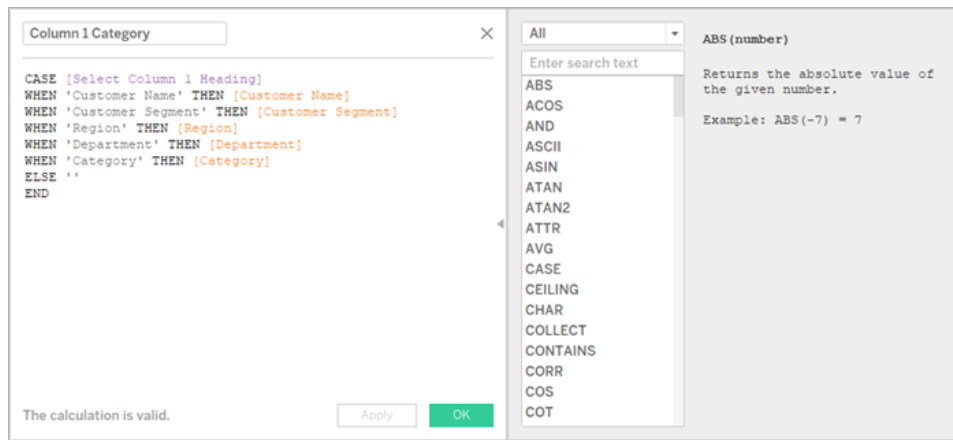 Column 1 Category
CASE [Select Column 1 Heading]
WHEN 'Customer Name' THEN [Customer Name]
WHEN 'Customer Segment' THEN [Customer Segment]
WHEN 'Region' THEN [Region]
WHEN 'Department' THEN [Department]
WHEN 'Category' THEN [Category]
ELSE ''
END
The calculation is valid.
Apply
OK
All
Enter search text
ABS
ACOS
AND
ASCII
ASIN
ATAN
ATAN2
ATTR
AVG
CASE
CEILING
CHAR
COLLECT
CONTAINS
CORR
COS
COT
ABS(number)
Returns the absolute value of
the given number.
Example: ABS(-7) = 7